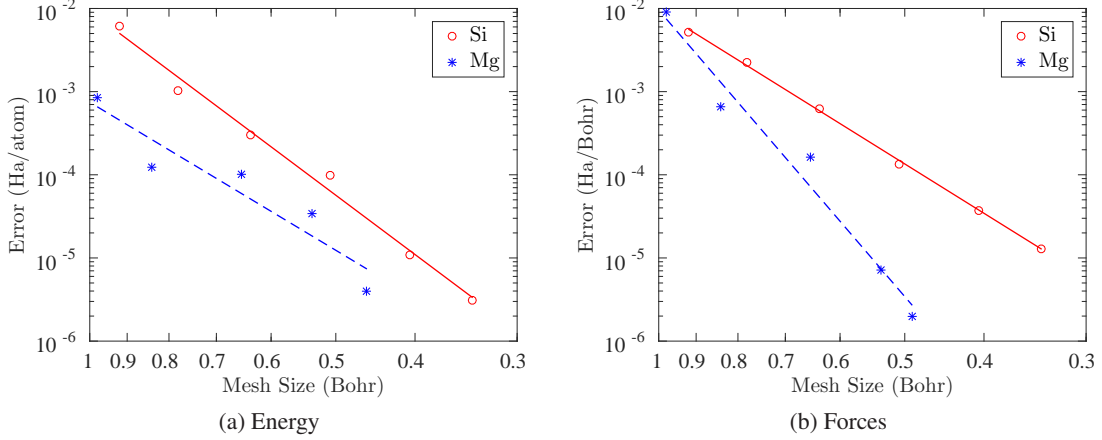 10^-2
10^-3
10^-4
10^-5
10^-6
Error (Ha/atom)
Si
Mg
1 0.9 0.8 0.7 0.6 0.5 0.4 0.3
Mesh Size (Bohr)
(a) Energy
10^-2
10^-3
10^-4
10^-5
10^-6
Error (Ha/Bohr)
Si
Mg
1 0.9 0.8 0.7 0.6 0.5 0.4 0.3
Mesh Size (Bohr)
(b) Forces